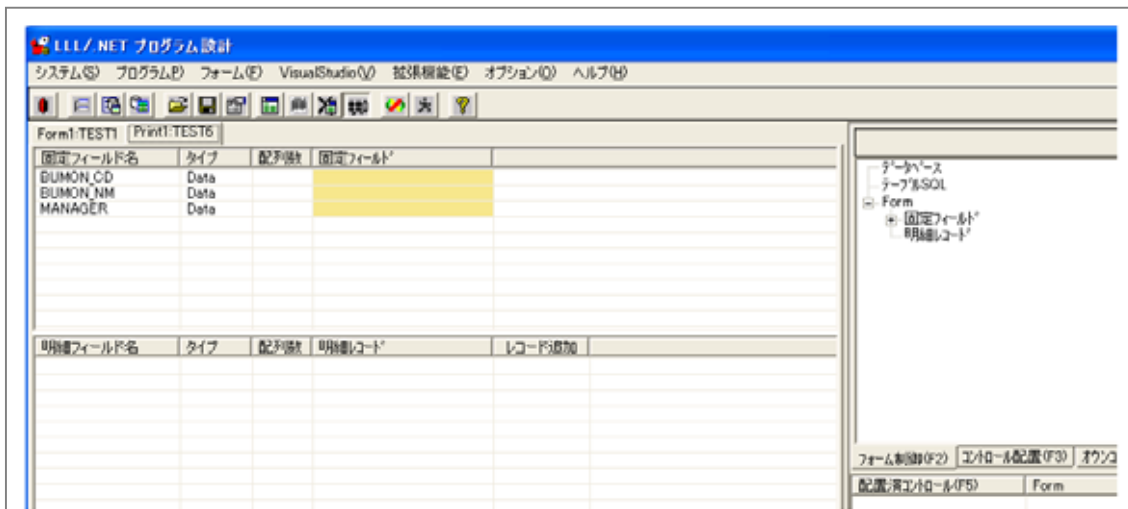 LLL/.NET プログラム設計
システム(S) プログラム(P) フォーム(F) VisualStudio(V) 拡張機能(E) オプション(O) ヘルプ(H)
Form1:TEST1 Print1:TEST6
固定フィールド名 タイプ 配列数 固定フィールド
BUMON_CD Data
BUMON_NM Data
MANAGER Data
明細フィールド名 タイプ 配列数 明細レコード レコード追加
データベース
テーブルSQL
Form
固定フィールド
明細レコード
フォーム制御(F2) コントロール配置(F3) オウンコ
配置済コントロール(F5) Form